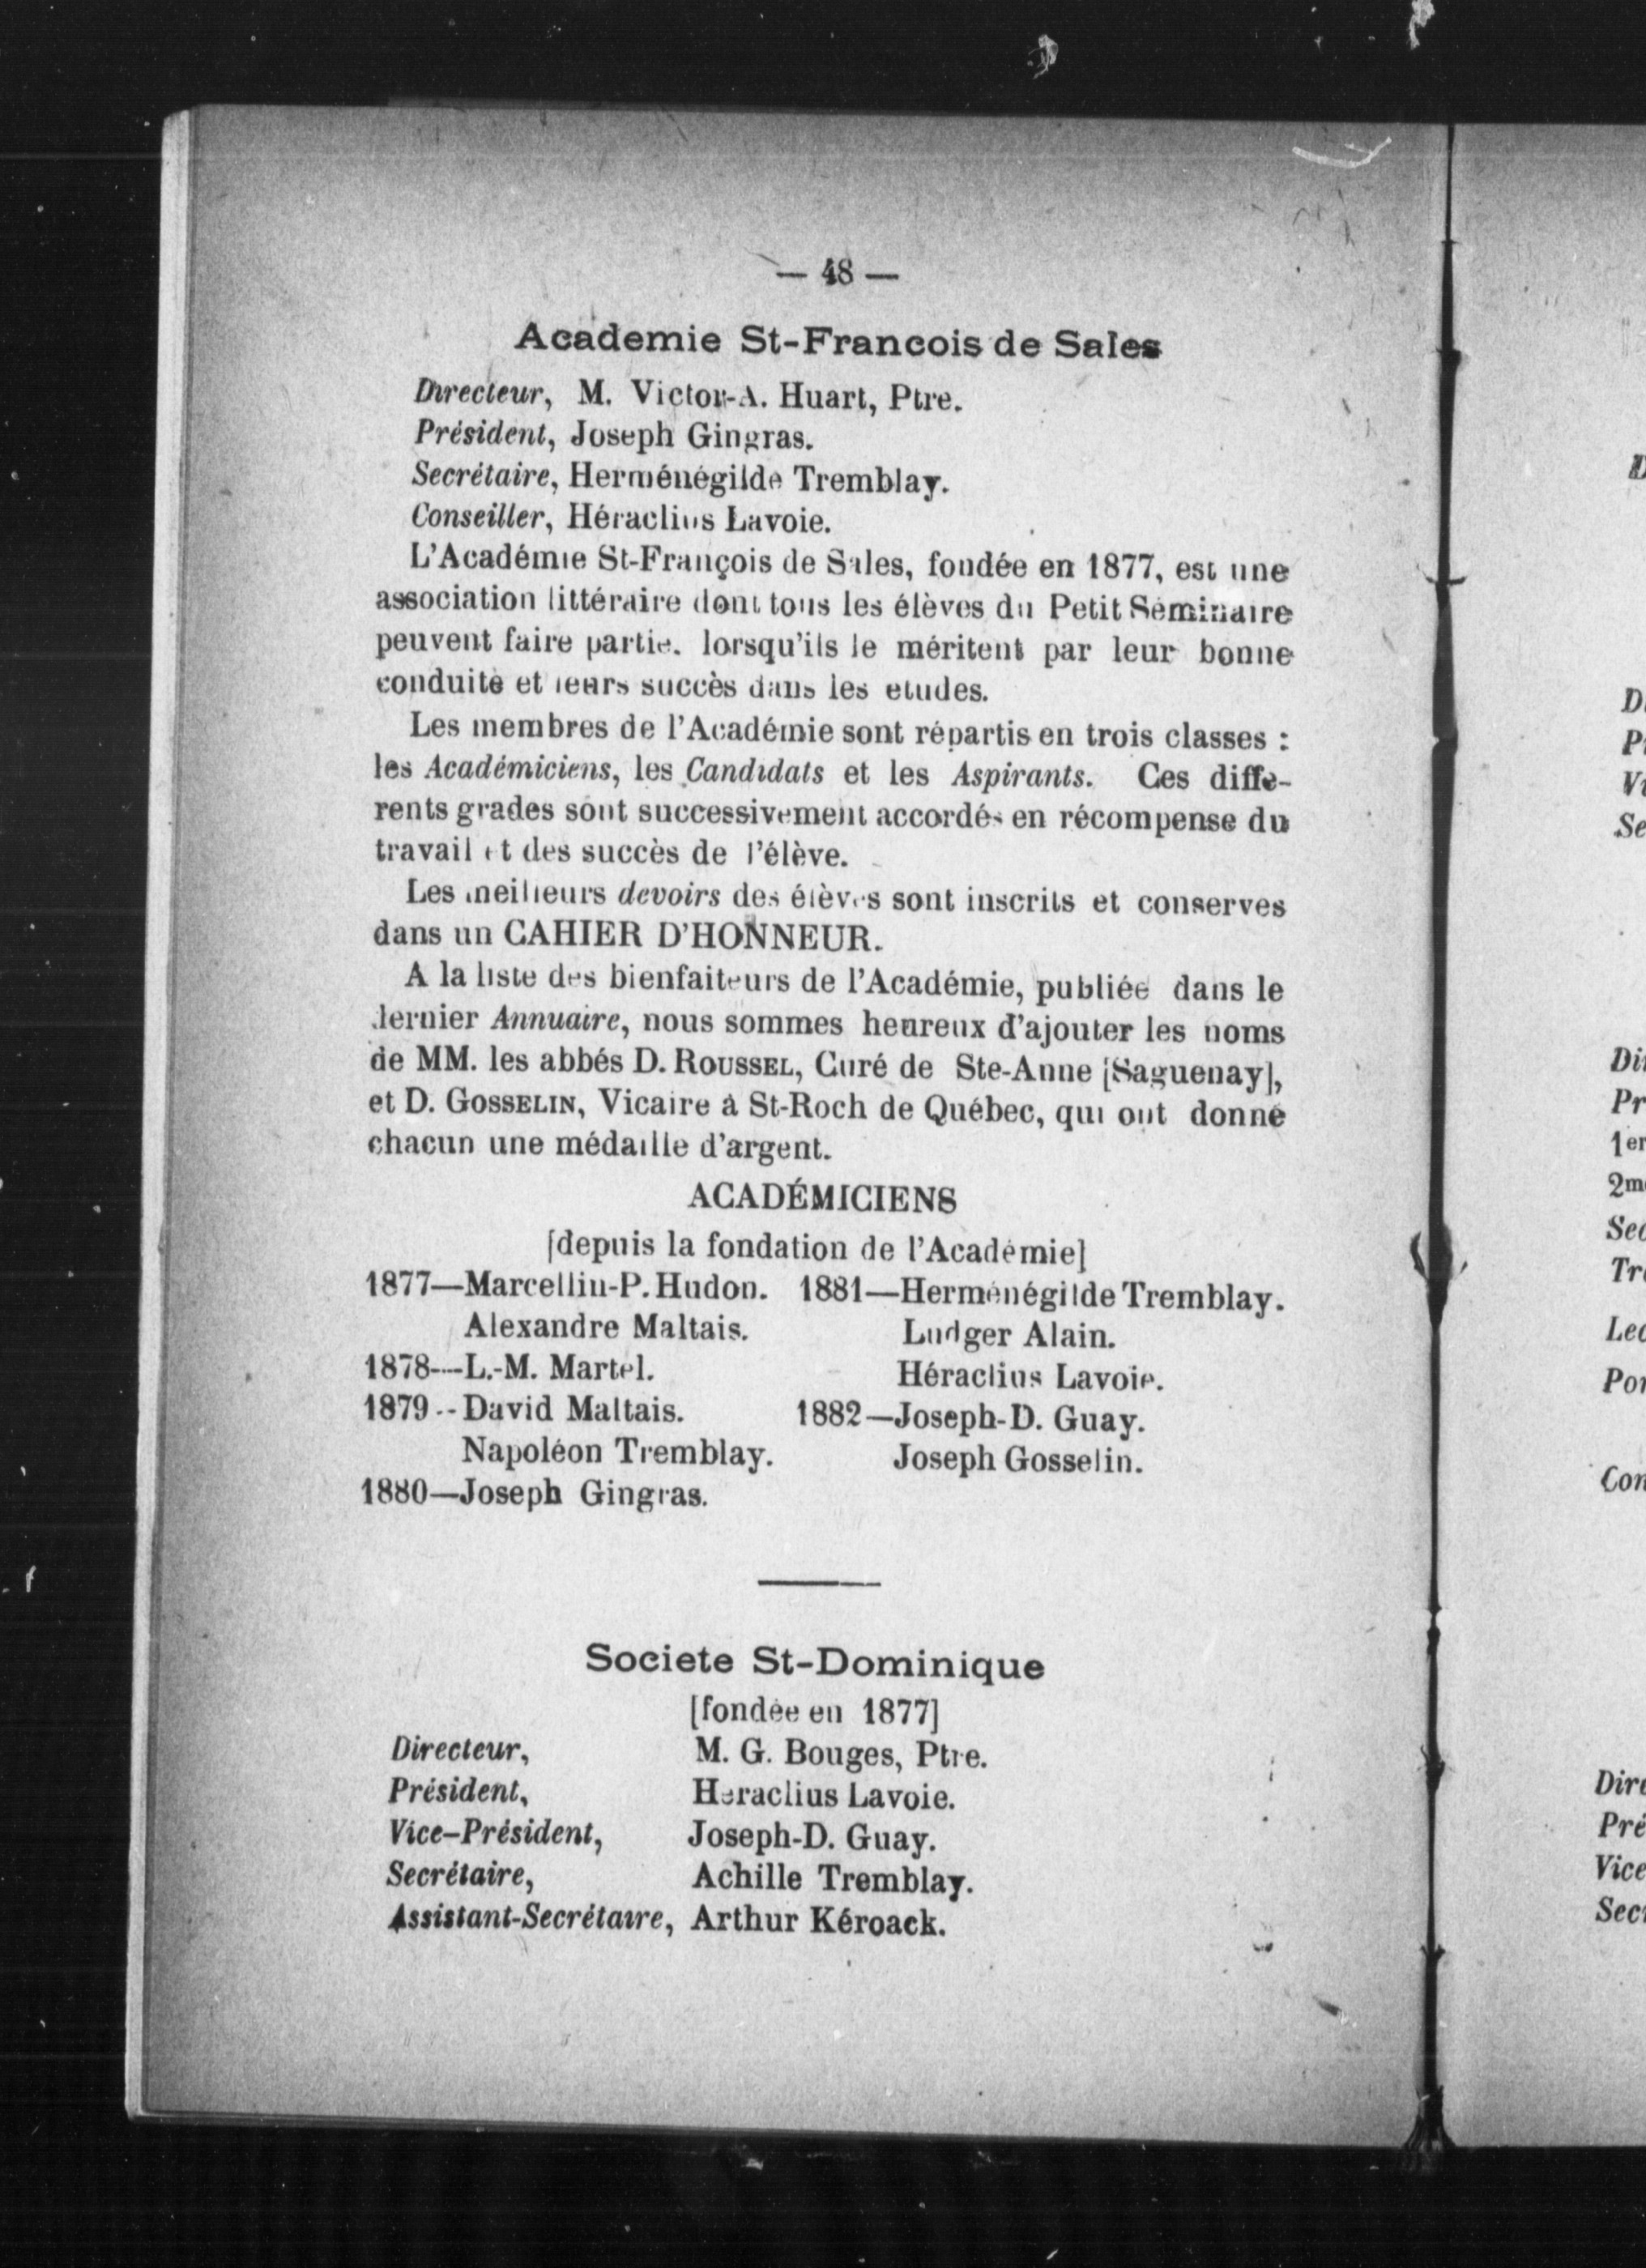 — 48 —
Academie St-Francois de Sales
Directeur, M. Victor-A. Huart, Ptre.
Président, Joseph Gingras.
Secrétaire, Herménégilde Tremblay.
Conseiller, Héraclius Lavoie.
L'Académie St-François de Sales, fondée en 1877, est une
association littéraire dont tous les élèves du Petit Séminaire
peuvent faire partie, lorsqu'ils le méritent par leur bonne
conduite et leurs succès dans les etudes.
Les membres de l'Académie sont répartis en trois classes :
les Académiciens, les Candidats et les Aspirants. Ces diffe-
rents grades sont successivement accordés en récompense du
travail et des succès de l'élève.
Les meilleurs devoirs des élèves sont inscrits et conserves
dans un CAHIER D'HONNEUR.
A la liste des bienfaiteurs de l'Académie, publiée dans le
dernier Annuaire, nous sommes heureux d'ajouter les noms
de MM. les abbés D. ROUSSEL, Curé de Ste-Anne [Saguenay],
et D. GOSSELIN, Vicaire à St-Roch de Québec, qui ont donné
chacun une médaille d'argent.
ACADÉMICIENS
[depuis la fondation de l'Académie]
1877—Marcellin-P. Hudon.
Alexandre Maltais.
1878—L.-M. Martel.
1879--David Maltais.
Napoléon Tremblay.
1880—Joseph Gingras.
1881—Herménégilde Tremblay.
Ludger Alain.
Héraclius Lavoie.
1882—Joseph-D. Guay.
Joseph Gosselin.
Societe St-Dominique
[fondée en 1877]
Directeur, M. G. Bouges, Ptre.
Président, Heraclius Lavoie.
Vice-Président, Joseph-D. Guay.
Secrétaire, Achille Tremblay.
Assistant-Secrétaire, Arthur Kéroack.